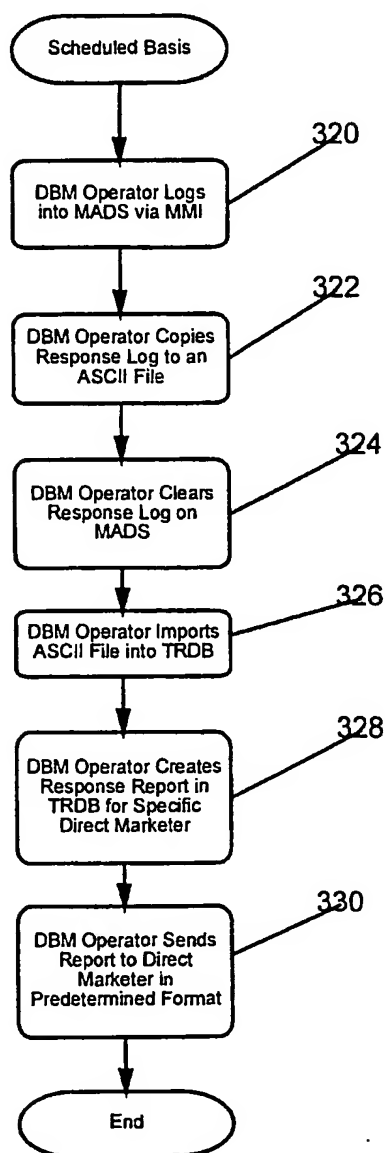 Scheduled Basis
320
DBM Operator Logs
into MADS via MMI
322
DBM Operator Copies
Response Log to an
ASCII File
324
DBM Operator Clears
Response Log on
MADS
326
DBM Operator Imports
ASCII File into TRDB
328
DBM Operator Creates
Response Report in
TRDB for Specific
Direct Marketer
330
DBM Operator Sends
Report to Direct
Marketer in
Predetermined Format
End